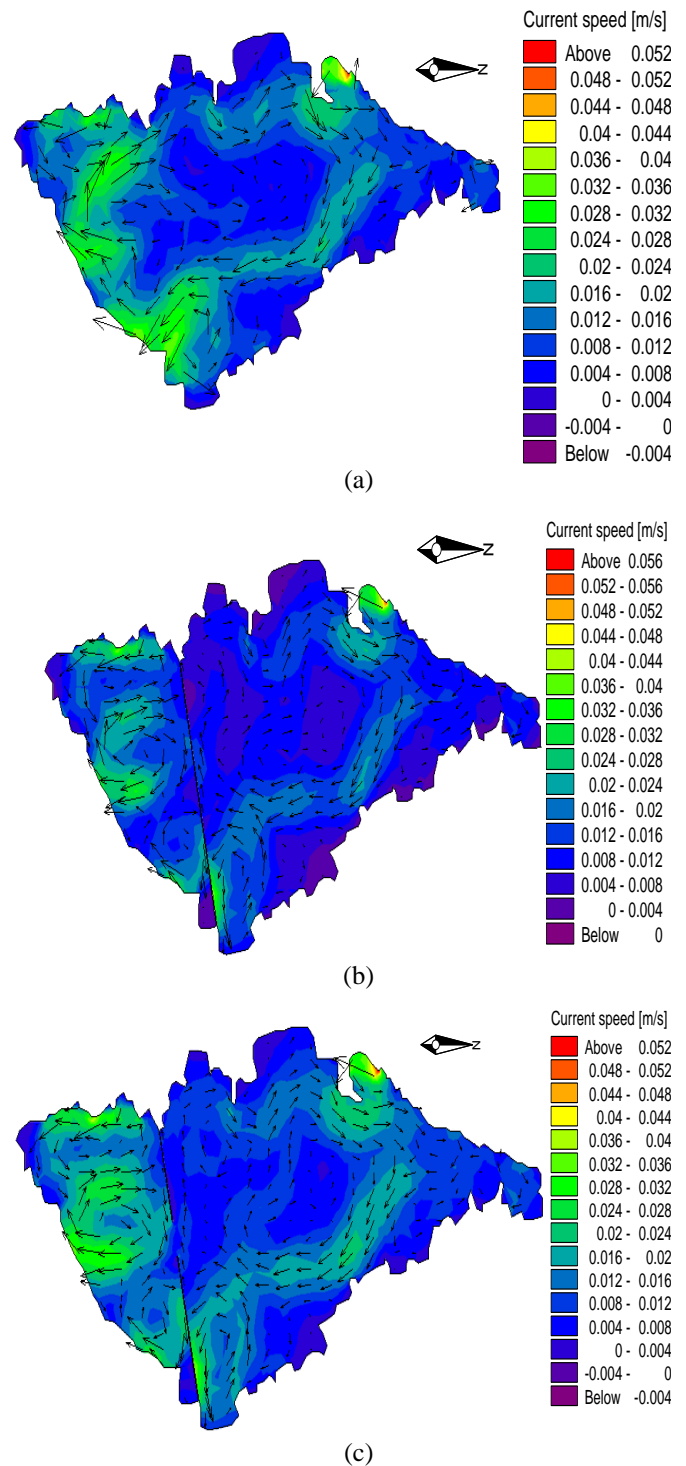 Current speed [m/s]
Above 0.052
0.048 - 0.052
0.044 - 0.048
0.04 - 0.044
0.036 - 0.04
0.032 - 0.036
0.028 - 0.032
0.024 - 0.028
0.02 - 0.024
0.016 - 0.02
0.012 - 0.016
0.008 - 0.012
0.004 - 0.008
0 - 0.004
-0.004 - 0
Below -0.004
N
(a)
Current speed [m/s]
Above 0.056
0.052 - 0.056
0.048 - 0.052
0.044 - 0.048
0.04 - 0.044
0.036 - 0.04
0.032 - 0.036
0.028 - 0.032
0.024 - 0.028
0.02 - 0.024
0.016 - 0.02
0.012 - 0.016
0.008 - 0.012
0.004 - 0.008
0 - 0.004
Below 0
N
(b)
Current speed [m/s]
Above 0.052
0.048 - 0.052
0.044 - 0.048
0.04 - 0.044
0.036 - 0.04
0.032 - 0.036
0.028 - 0.032
0.024 - 0.028
0.02 - 0.024
0.016 - 0.02
0.012 - 0.016
0.008 - 0.012
0.004 - 0.008
0 - 0.004
-0.004 - 0
Below -0.004
N
(c)